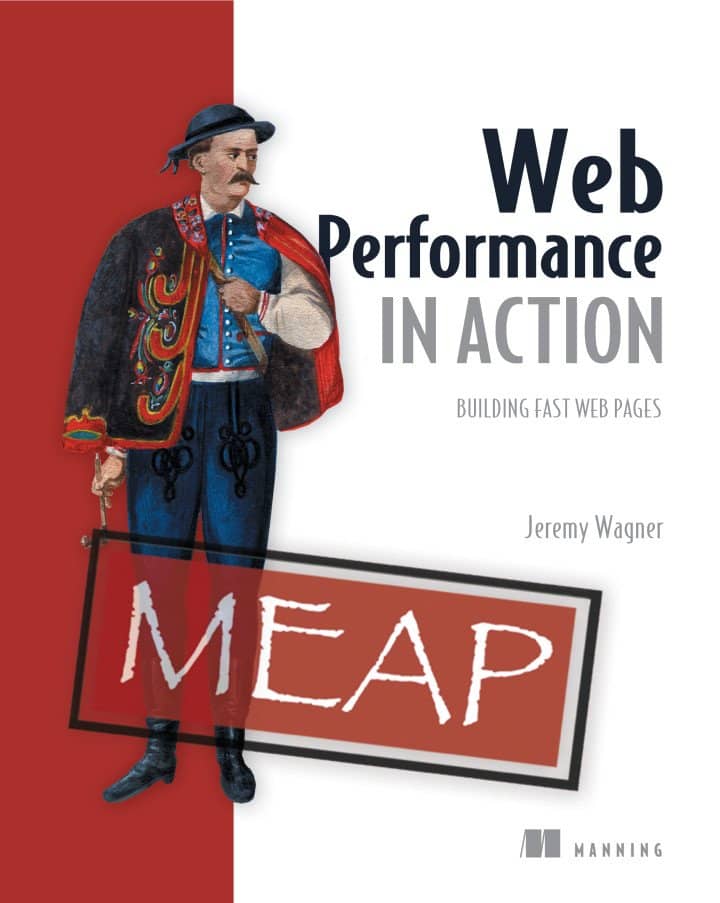 Web
Performance
IN ACTION
BUILDING FAST WEB PAGES
Jeremy Wagner
MEAP
MANNING